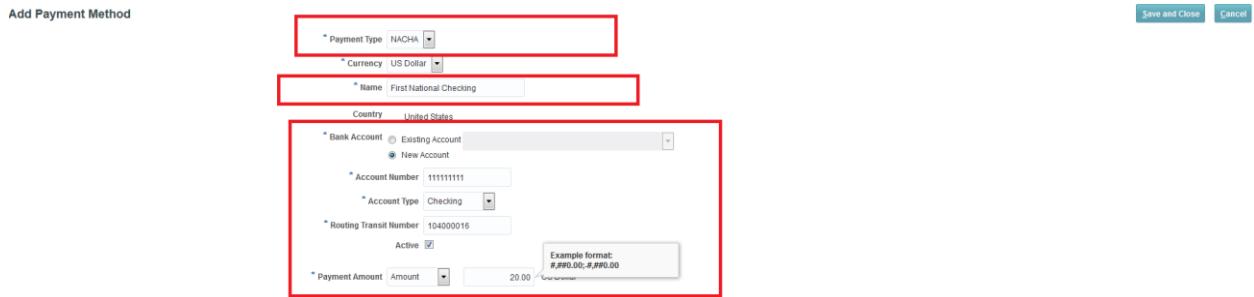 Add Payment Method
Save and Close Cancel
* Payment Type NACHA
* Currency US Dollar
* Name First National Checking
Country United States
* Bank Account Existing Account
New Account
* Account Number 111111111
* Account Type Checking
* Routing Transit Number 104000016
Active
Example format:
#,##0.00;-#,##0.00
* Payment Amount Amount 20.00 US Dollar